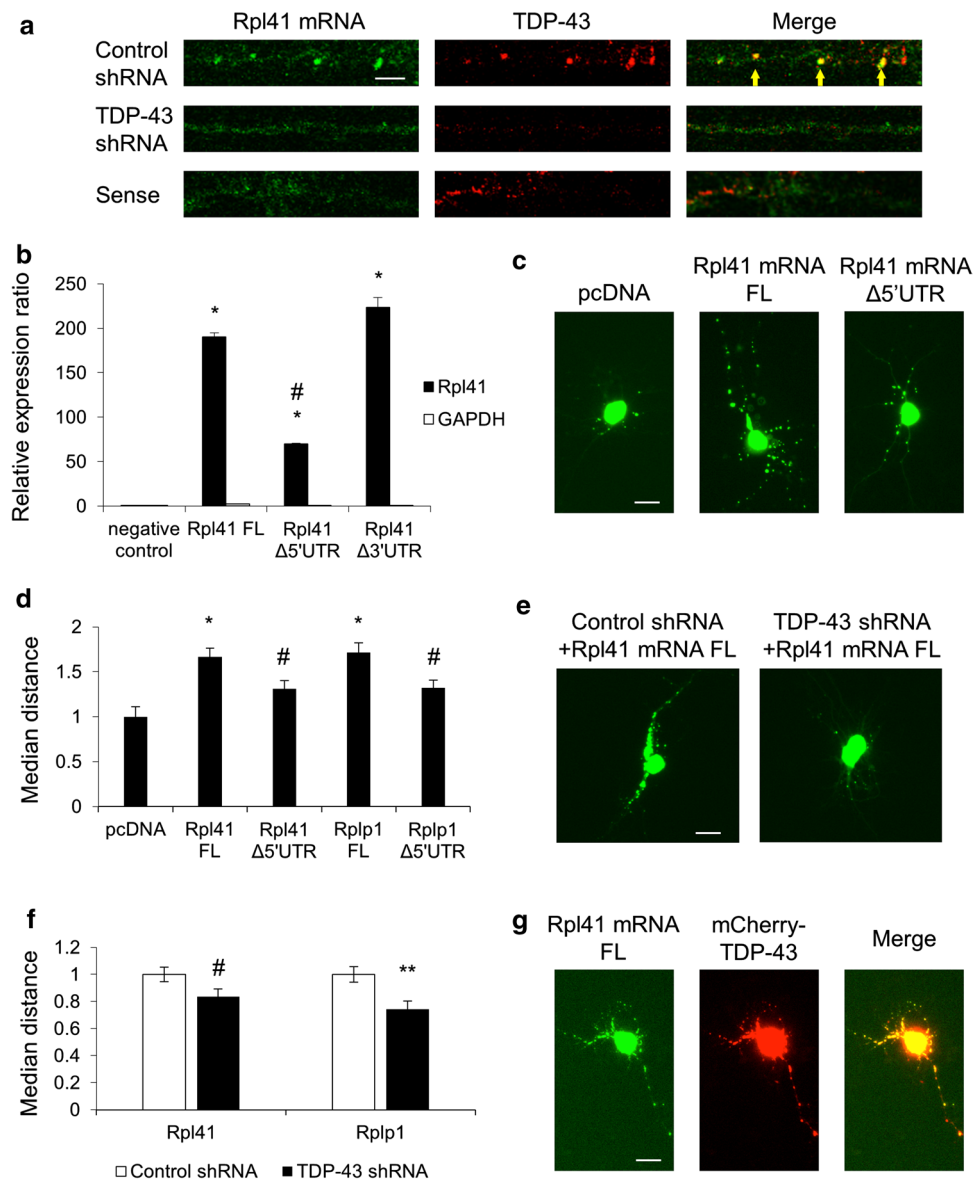 a
Rpl41 mRNA
TDP-43
Merge
Control
shRNA
TDP-43
shRNA
Sense
b
Relative expression ratio
250
200
150
100
50
0
*
#
*
*
Rpl41
GAPDH
negative
control
Rpl41 FL
Rpl41
Δ5'UTR
Rpl41
Δ3'UTR
c
pcDNA
Rpl41 mRNA
FL
Rpl41 mRNA
Δ5’UTR
d
Median distance
2
1.5
1
0.5
0
*
#
*
#
pcDNA
Rpl41
FL
Rpl41
Δ5'UTR
Rplp1
FL
Rplp1
Δ5'UTR
e
Control shRNA
+Rpl41 mRNA FL
TDP-43 shRNA
+Rpl41 mRNA FL
f
Median distance
1.2
1
0.8
0.6
0.4
0.2
0
#
**
Rpl41
Rplp1
Control shRNA
TDP-43 shRNA
g
Rpl41 mRNA
FL
mCherry-
TDP-43
Merge